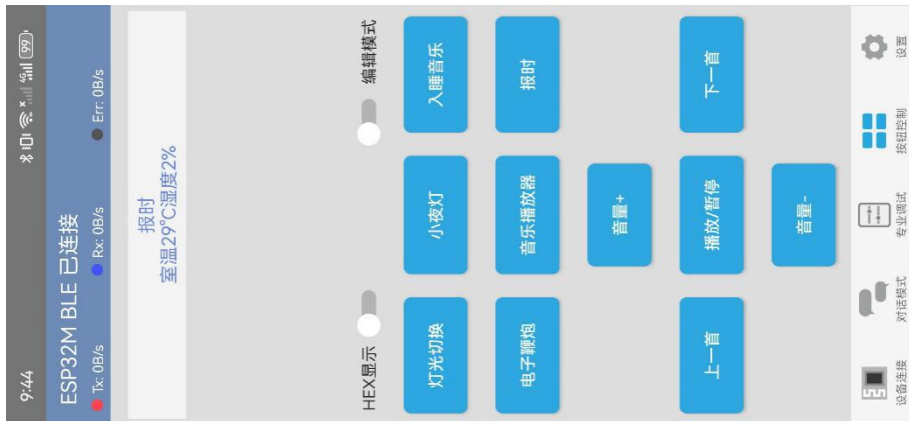 9:44
4G 99
ESP32M BLE 已连接
Tx: 0B/s Rx: 0B/s Err: 0B/s
报时
室温29°C湿度2%
HEX显示 编辑模式
灯光切换 小夜灯 入睡音乐
电子鞭炮 音乐播放器 报时
音量+
上一首 播放/暂停 下一首
音量-
设备连接 对话模式 专业调试 按钮控制 设置